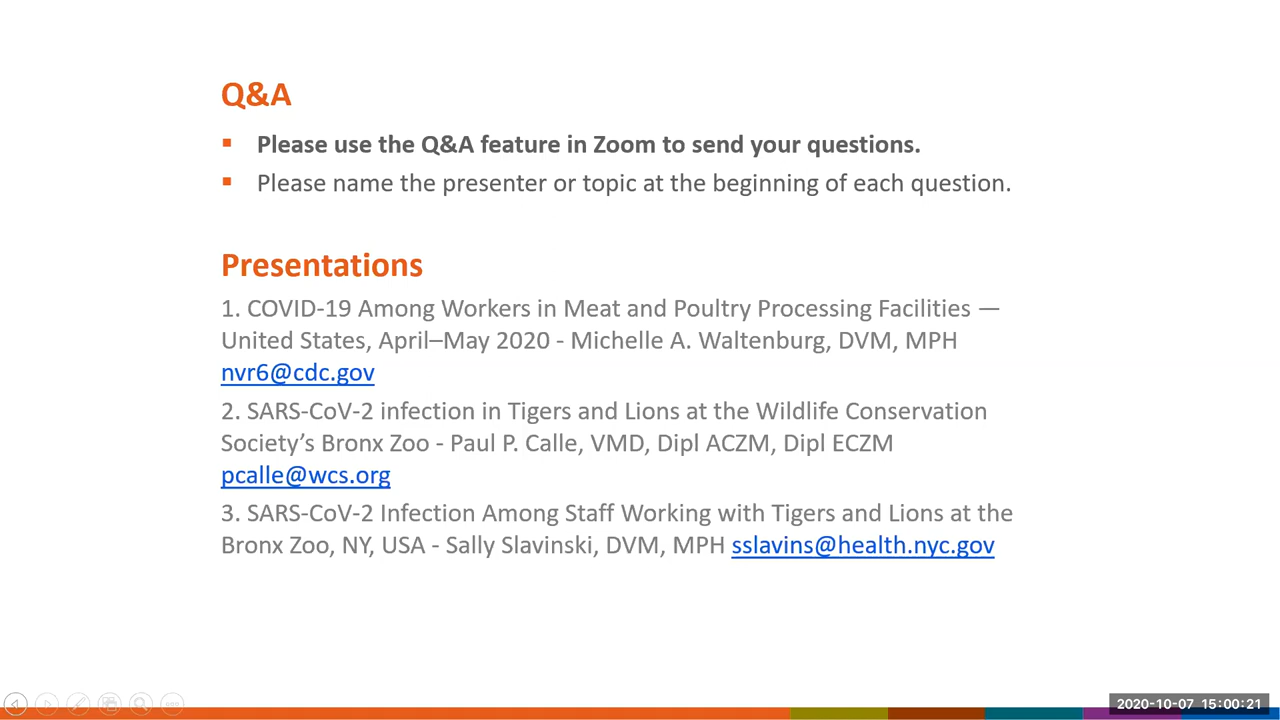 Q&A
Please use the Q&A feature in Zoom to send your questions.
Please name the presenter or topic at the beginning of each question.
Presentations
1. COVID-19 Among Workers in Meat and Poultry Processing Facilities —
United States, April–May 2020 - Michelle A. Waltenburg, DVM, MPH
nvr6@cdc.gov
2. SARS-CoV-2 infection in Tigers and Lions at the Wildlife Conservation
Society’s Bronx Zoo - Paul P. Calle, VMD, Dipl ACZM, Dipl ECZM
pcalle@wcs.org
3. SARS-CoV-2 Infection Among Staff Working with Tigers and Lions at the
Bronx Zoo, NY, USA - Sally Slavinski, DVM, MPH sslavins@health.nyc.gov
2020-10-07 15:00:21